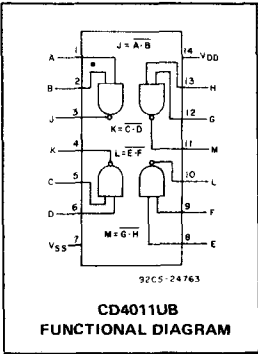 J = A·B
K = C·D
L = E·F
M = G·H
A 1
B 2
J 3
K 4
C 5
D 6
VSS 7
14 VDD
13 H
12 G
11 M
10 L
9 F
8 E
92CS-24763
CD4011UB
FUNCTIONAL DIAGRAM